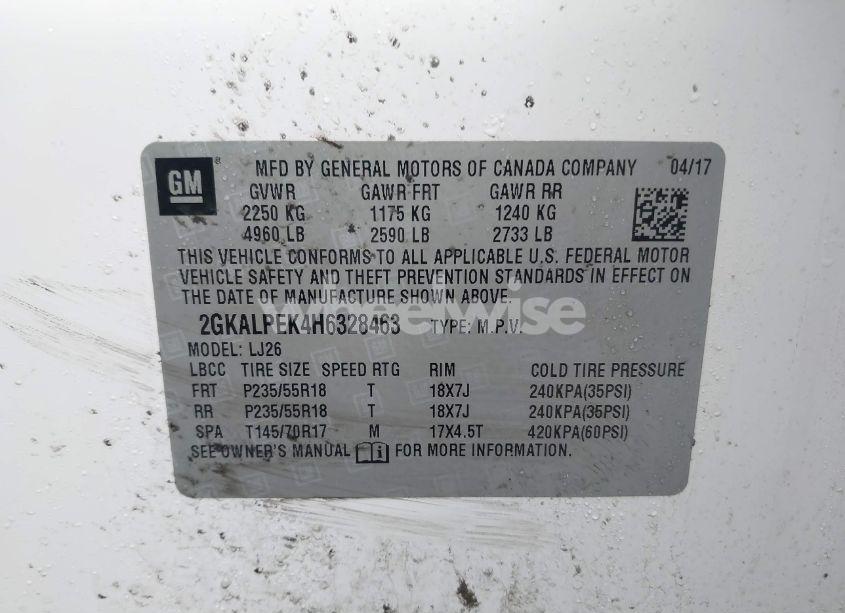 GM MFD BY GENERAL MOTORS OF CANADA COMPANY 04/17
GVWR GAWR FRT GAWR RR
2250 KG 1175 KG 1240 KG
4960 LB 2590 LB 2733 LB
THIS VEHICLE CONFORMS TO ALL APPLICABLE U.S. FEDERAL MOTOR
VEHICLE SAFETY AND THEFT PREVENTION STANDARDS IN EFFECT ON
THE DATE OF MANUFACTURE SHOWN ABOVE.
wheelwise
2GKALPEK4H6328463 TYPE: M.P.V.
MODEL: LJ26
LBCC TIRE SIZE SPEED RTG RIM COLD TIRE PRESSURE
FRT P235/55R18 T 18X7J 240KPA(35PSI)
RR P235/55R18 T 18X7J 240KPA(35PSI)
SPA T145/70R17 M 17X4.5T 420KPA(60PSI)
SEE OWNER'S MANUAL FOR MORE INFORMATION.